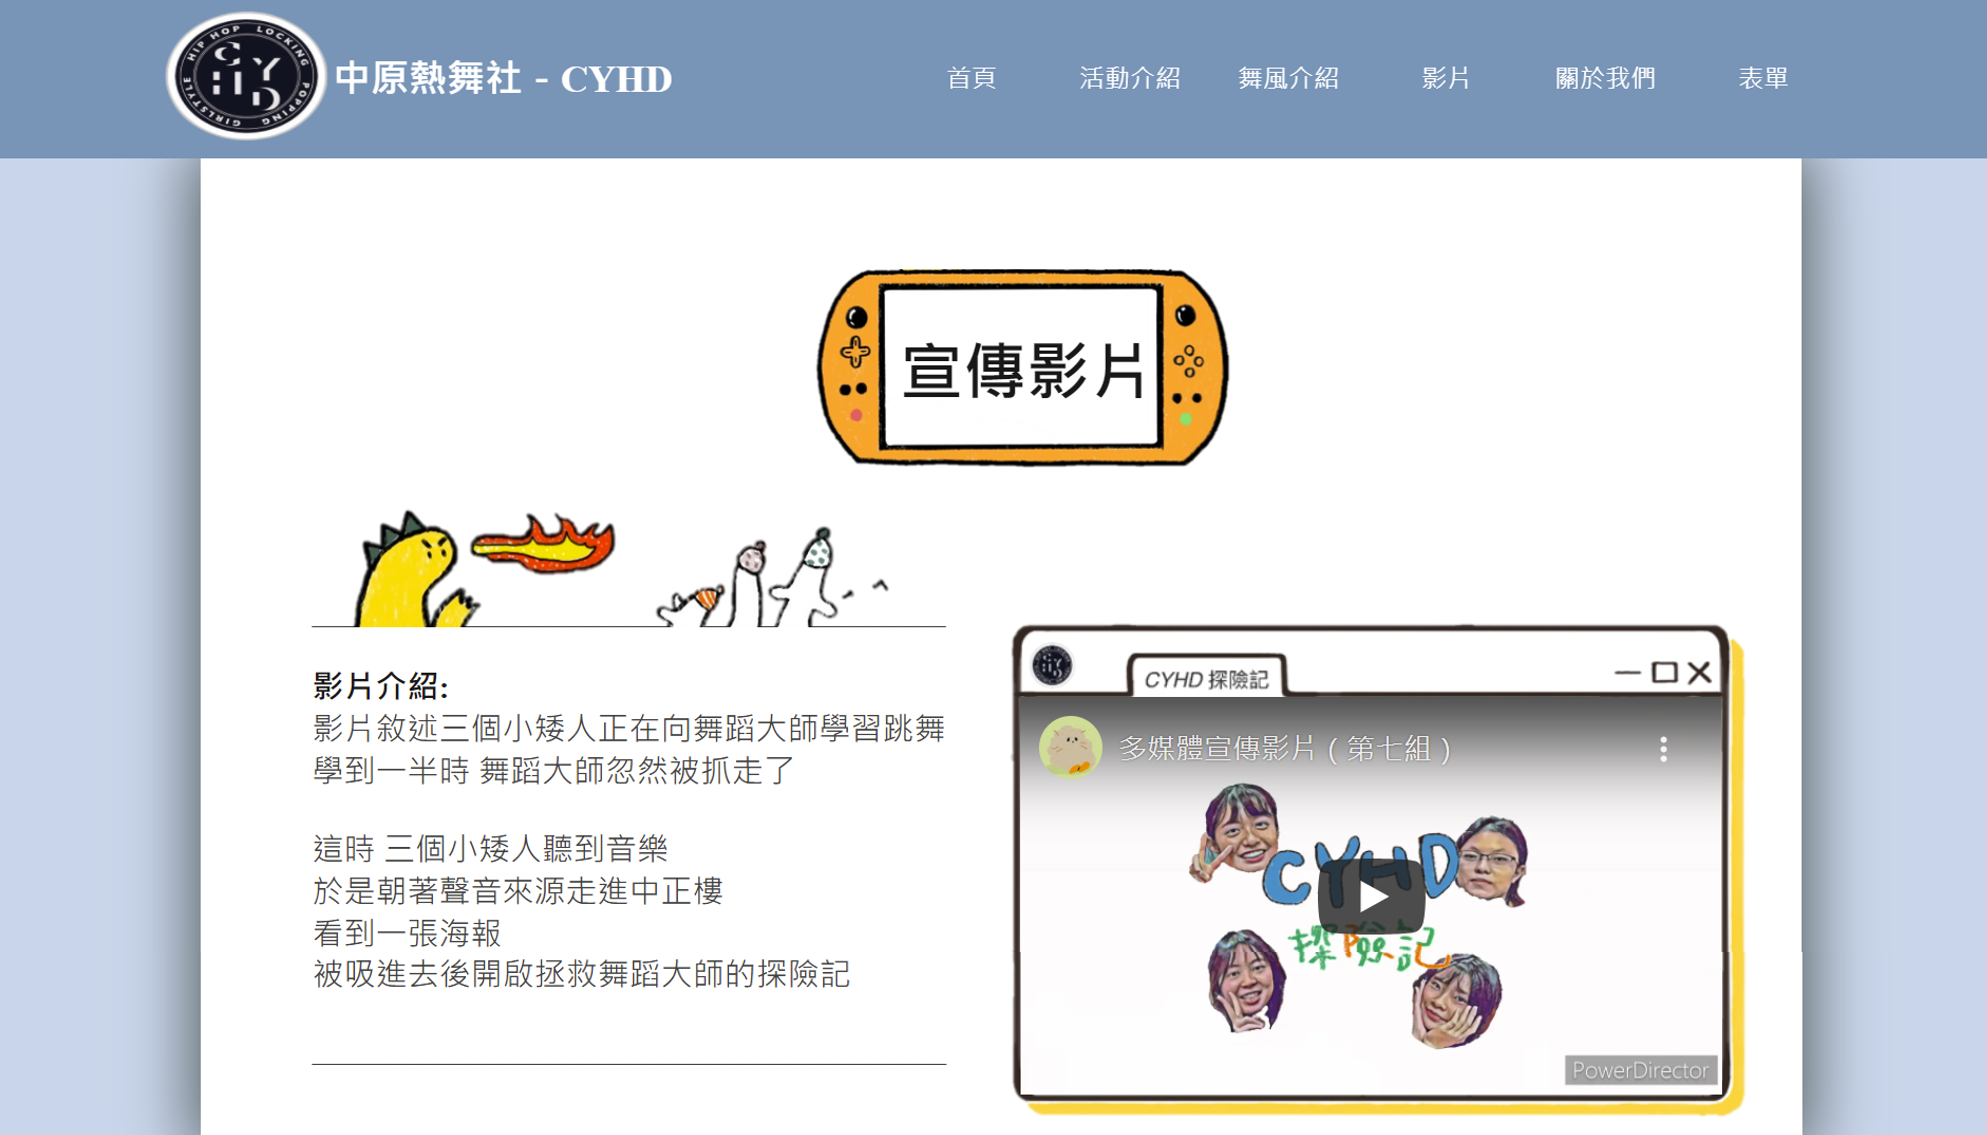 HIP HOP LOCKING POPPING AND GIRLSTYLE
CYHD
中原熱舞社 - CYHD
首頁 活動介紹 舞風介紹 影片 關於我們 表單
宣傳影片
影片介紹:
影片敘述三個小矮人正在向舞蹈大師學習跳舞
學到一半時 舞蹈大師忽然被抓走了
這時 三個小矮人聽到音樂
於是朝著聲音來源走進中正樓
看到一張海報
被吸進去後開啟拯救舞蹈大師的探險記
CYHD 探險記
多媒體宣傳影片（第七組）
CYHD
探險記
PowerDirector